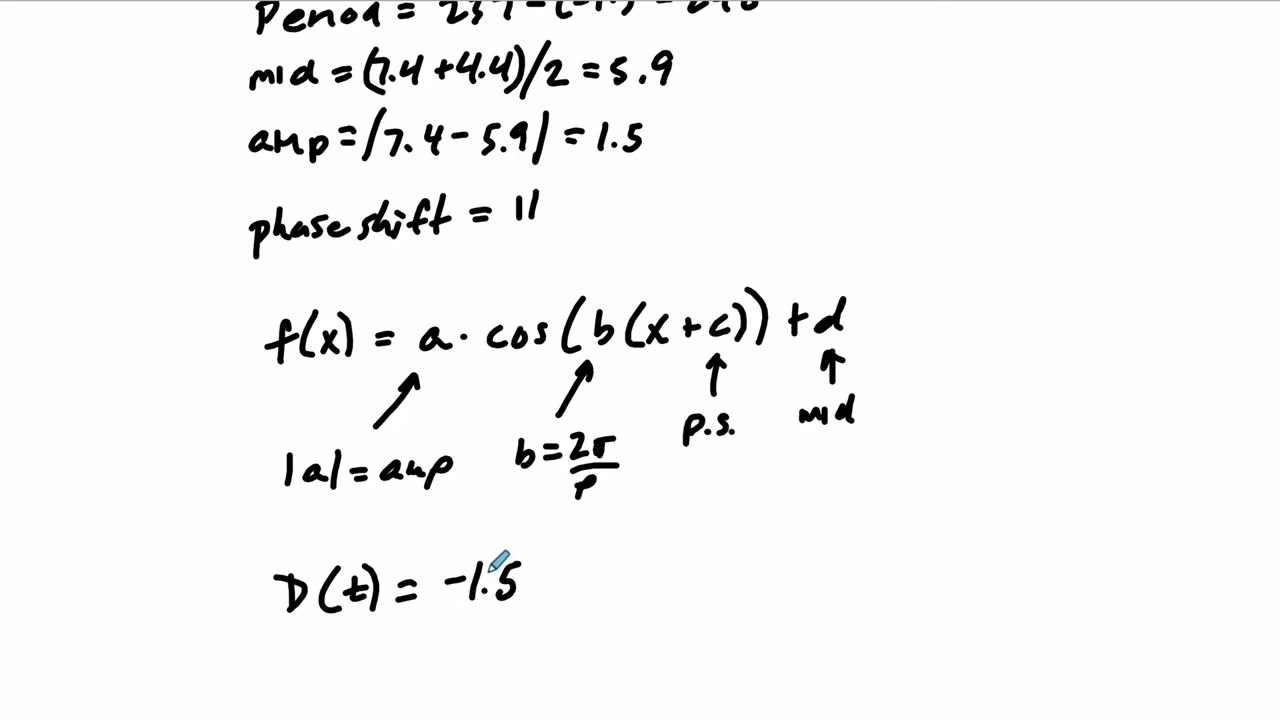 Period =
mid = (7.4 + 4.4)/2 = 5.9
amp = |7.4 - 5.9| = 1.5
phase shift = 11
f(x) = a · cos(b(x + c)) + d
|a| = amp b = 2π/P p.s. mid
D(t) = -1.5